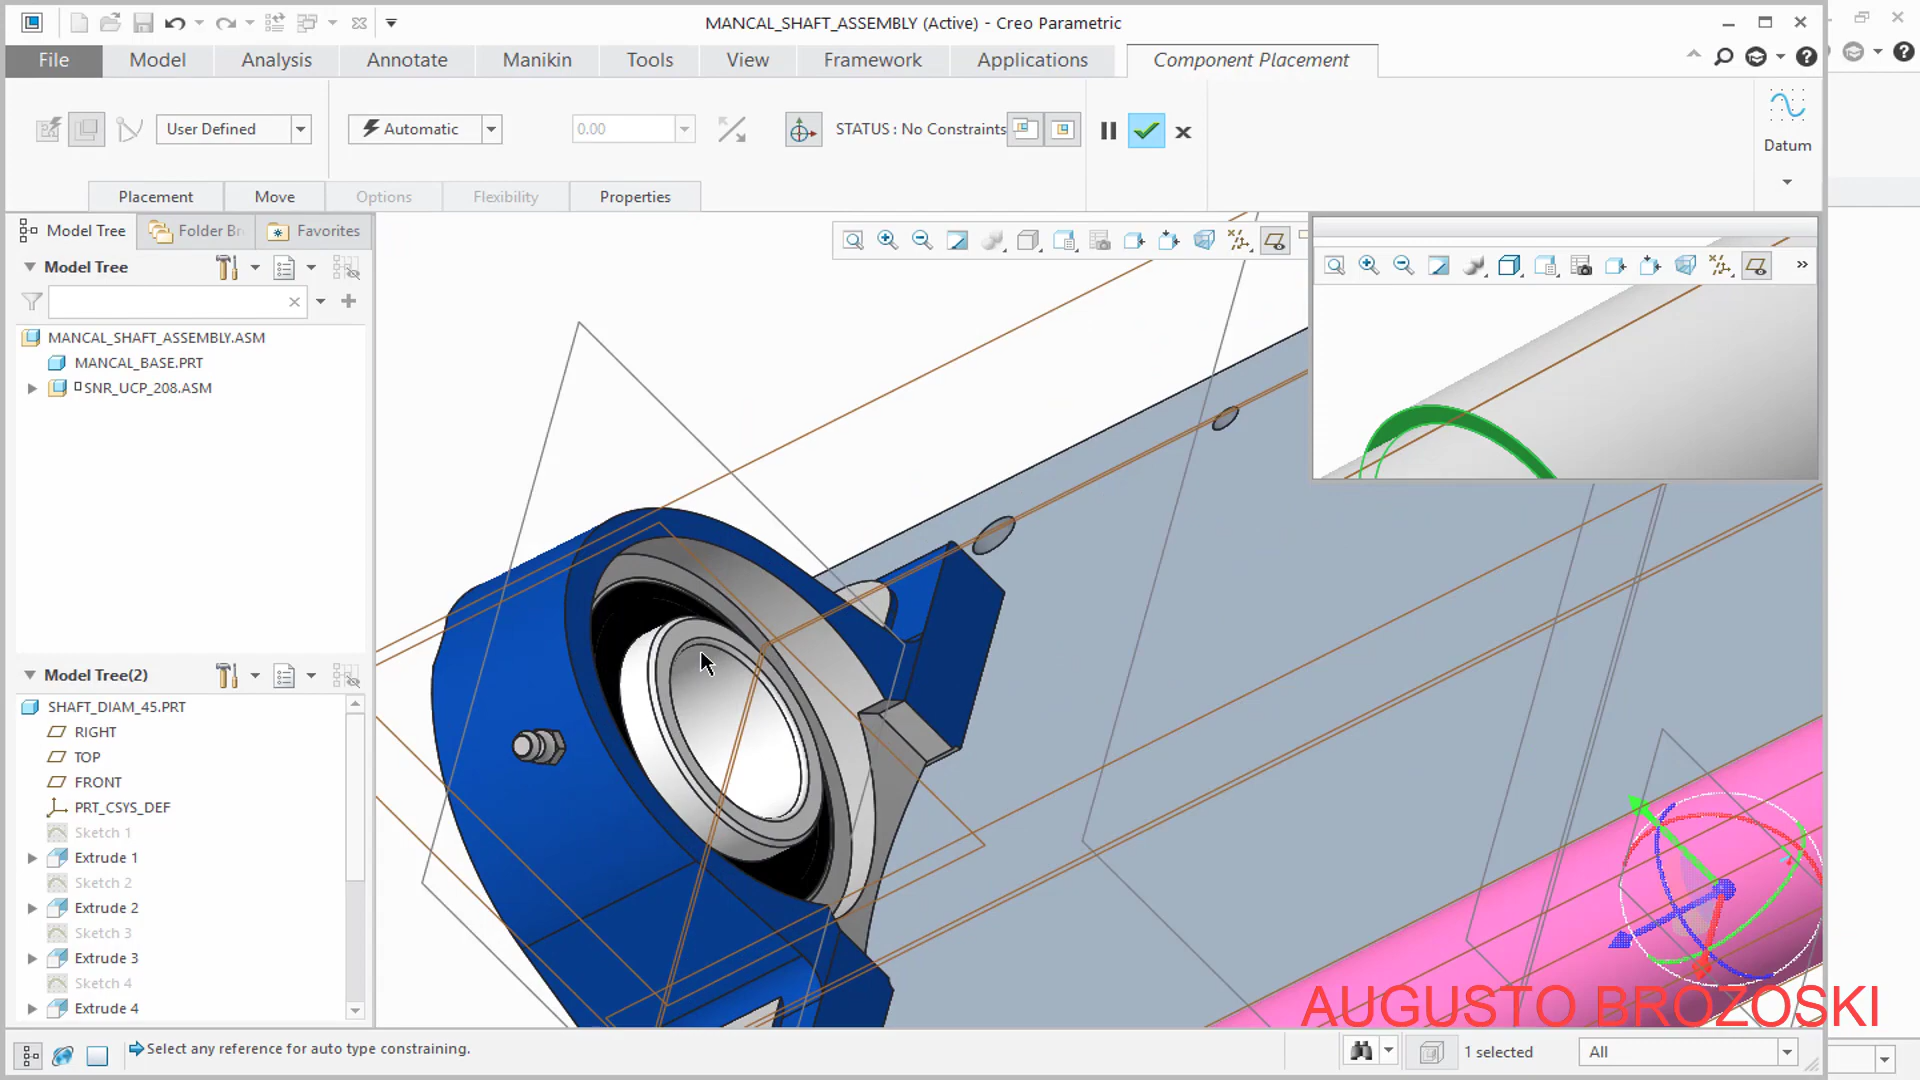 MANCAL_SHAFT_ASSEMBLY (Active) - Creo Parametric
File
Model
Analysis
Annotate
Manikin
Tools
View
Framework
Applications
Component Placement
User Defined
Automatic
0.00
STATUS : No Constraints
Datum
Placement
Move
Options
Flexibility
Properties
Model Tree
Folder Br
Favorites
Model Tree
MANCAL_SHAFT_ASSEMBLY.ASM
MANCAL_BASE.PRT
SNR_UCP_208.ASM
Model Tree(2)
SHAFT_DIAM_45.PRT
RIGHT
TOP
FRONT
PRT_CSYS_DEF
Sketch 1
Extrude 1
Sketch 2
Extrude 2
Sketch 3
Extrude 3
Sketch 4
Extrude 4
AUGUSTO BROZOSKI
Select any reference for auto type constraining.
1 selected
All